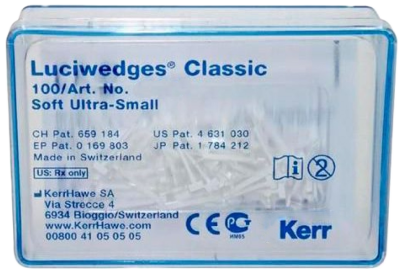 Luciwedges® Classic
100/Art. No.
Soft Ultra-Small
CH Pat. 659 184 US Pat. 4 631 030
EP Pat. 0 169 803 JP Pat. 1 784 212
Made in Switzerland
US: Rx only
KerrHawe SA
Via Strecce 4
6934 Bioggio/Switzerland
www.KerrHawe.com
00800 41 05 05 05
CE
Kerr